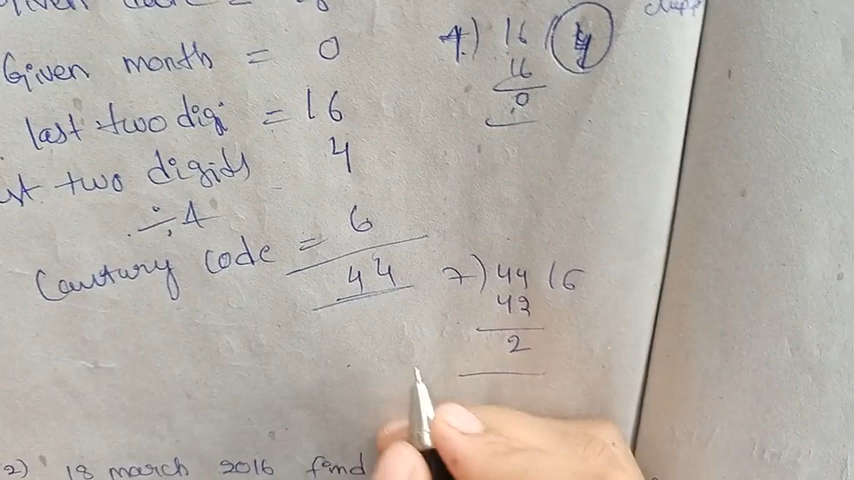 Given month = 0
last two digi = 16
two digits 4
÷4
Cantury code = 6
44
4) 16 (4
16
0
7) 44 (6
42
2
2) 18 march 2016 find